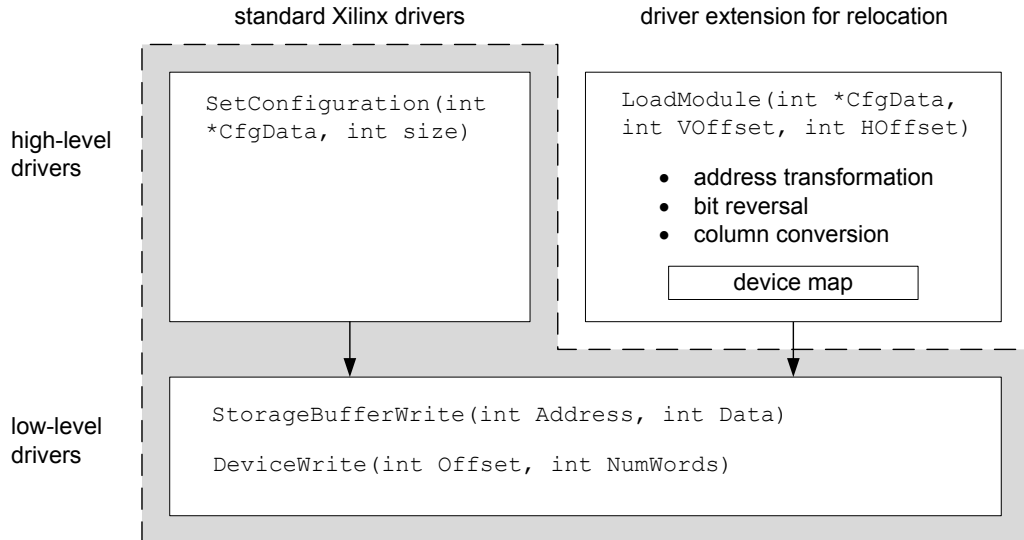 standard Xilinx drivers
driver extension for relocation
high-level
drivers
SetConfiguration(int
*CfgData, int size)
LoadModule(int *CfgData,
int VOffset, int HOffset)
• address transformation
• bit reversal
• column conversion
device map
low-level
drivers
StorageBufferWrite(int Address, int Data)
DeviceWrite(int Offset, int NumWords)